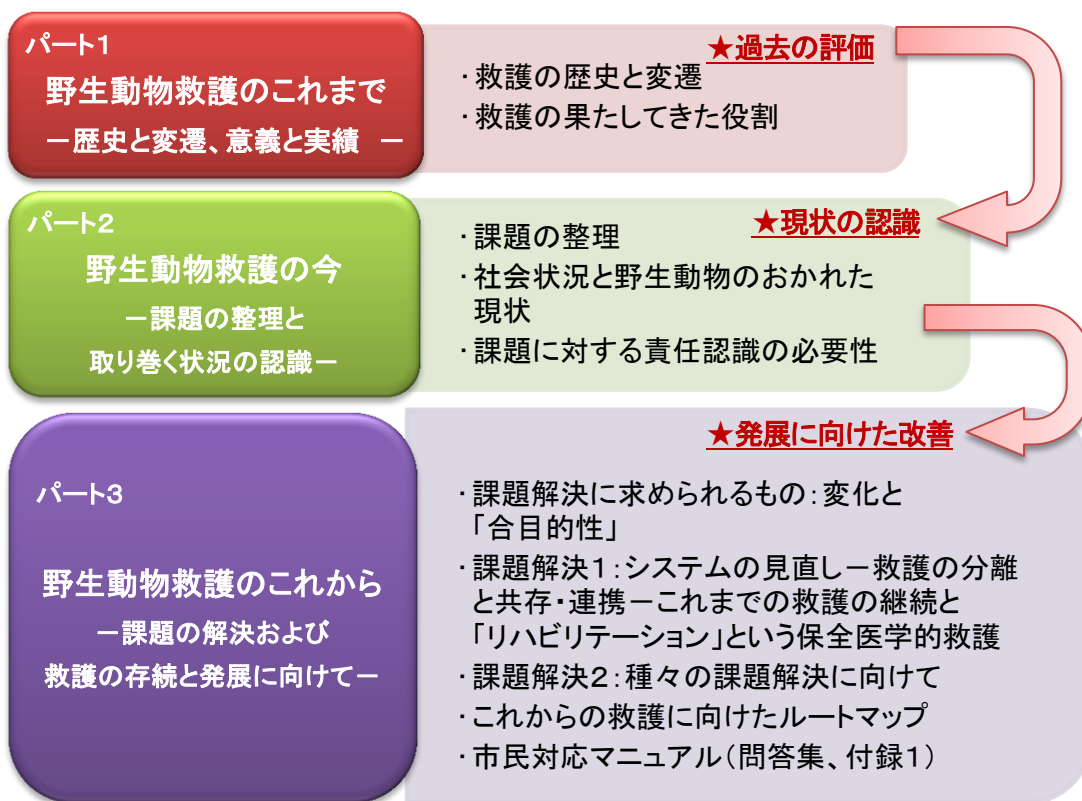 パート1
野生動物救護のこれまで
－歴史と変遷、意義と実績 －
★過去の評価
・救護の歴史と変遷
・救護の果たしてきた役割
パート2
野生動物救護の今
－課題の整理と
取り巻く状況の認識－
★現状の認識
・課題の整理
・社会状況と野生動物のおかれた
現状
・課題に対する責任認識の必要性
パート3
野生動物救護のこれから
－課題の解決および
救護の存続と発展に向けて－
★発展に向けた改善
・課題解決に求められるもの：変化と
「合目的性」
・課題解決1：システムの見直し－救護の分離
と共存・連携－これまでの救護の継続と
「リハビリテーション」という保全医学的救護
・課題解決2：種々の課題解決に向けて
・これからの救護に向けたルートマップ
・市民対応マニュアル（問答集、付録1）